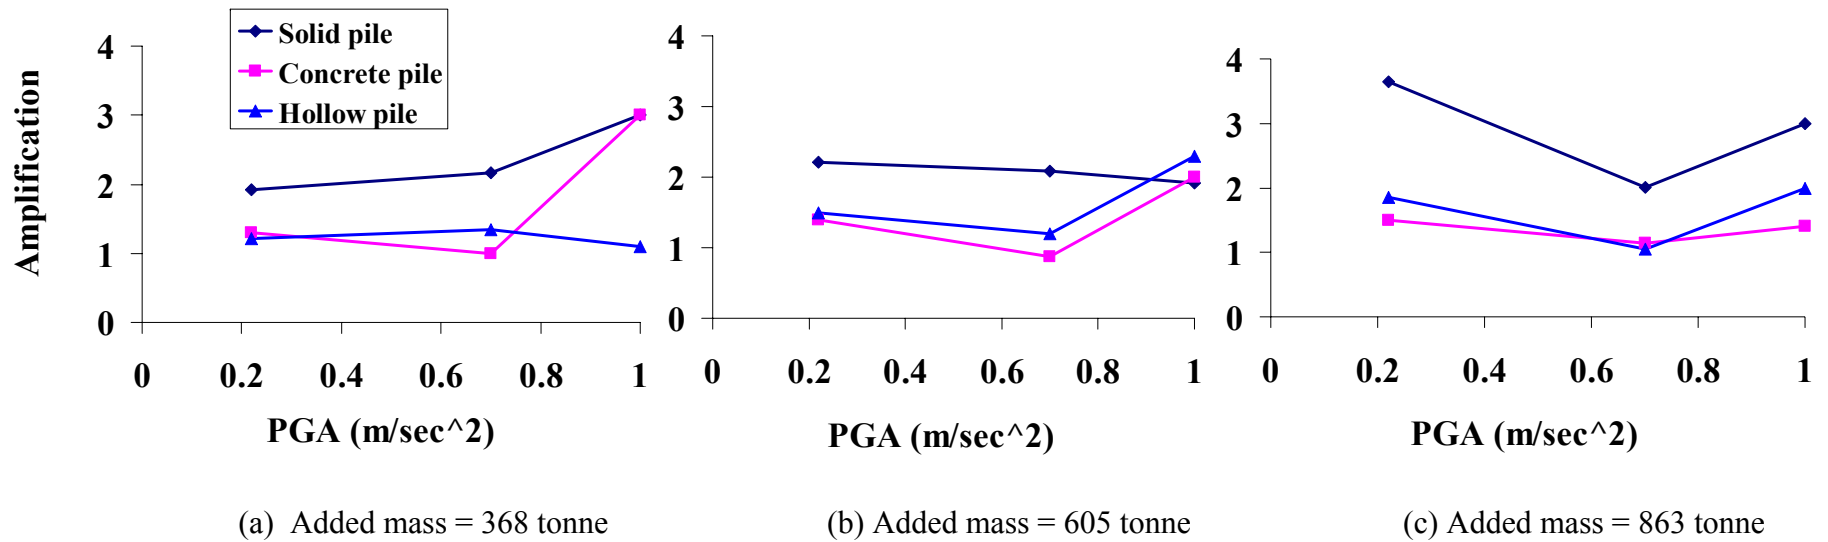 Amplification
Solid pile
Concrete pile
Hollow pile
4
3
2
1
0
0 0.2 0.4 0.6 0.8 1
PGA (m/sec^2)
(a) Added mass = 368 tonne
4
3
2
1
0
0 0.2 0.4 0.6 0.8 1
PGA (m/sec^2)
(b) Added mass = 605 tonne
4
3
2
1
0
0 0.2 0.4 0.6 0.8 1
PGA (m/sec^2)
(c) Added mass = 863 tonne